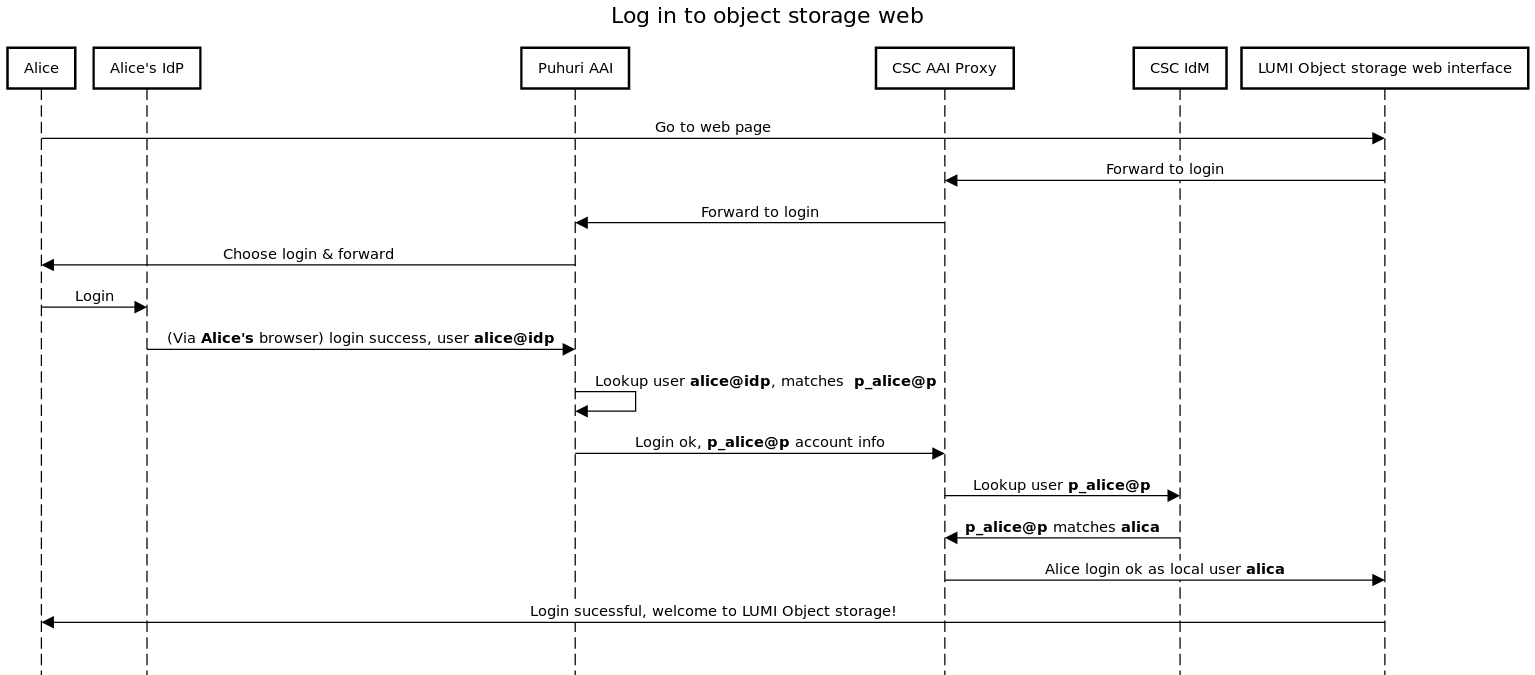 Log in to object storage web
Alice
Alice's IdP
Puhuri AAI
CSC AAI Proxy
CSC IdM
LUMI Object storage web interface
Go to web page
Forward to login
Forward to login
Choose login & forward
Login
(Via Alice's browser) login success, user alice@idp
Lookup user alice@idp, matches  p_alice@p
Login ok, p_alice@p account info
Lookup user p_alice@p
p_alice@p matches alica
Alice login ok as local user alica
Login sucessful, welcome to LUMI Object storage!